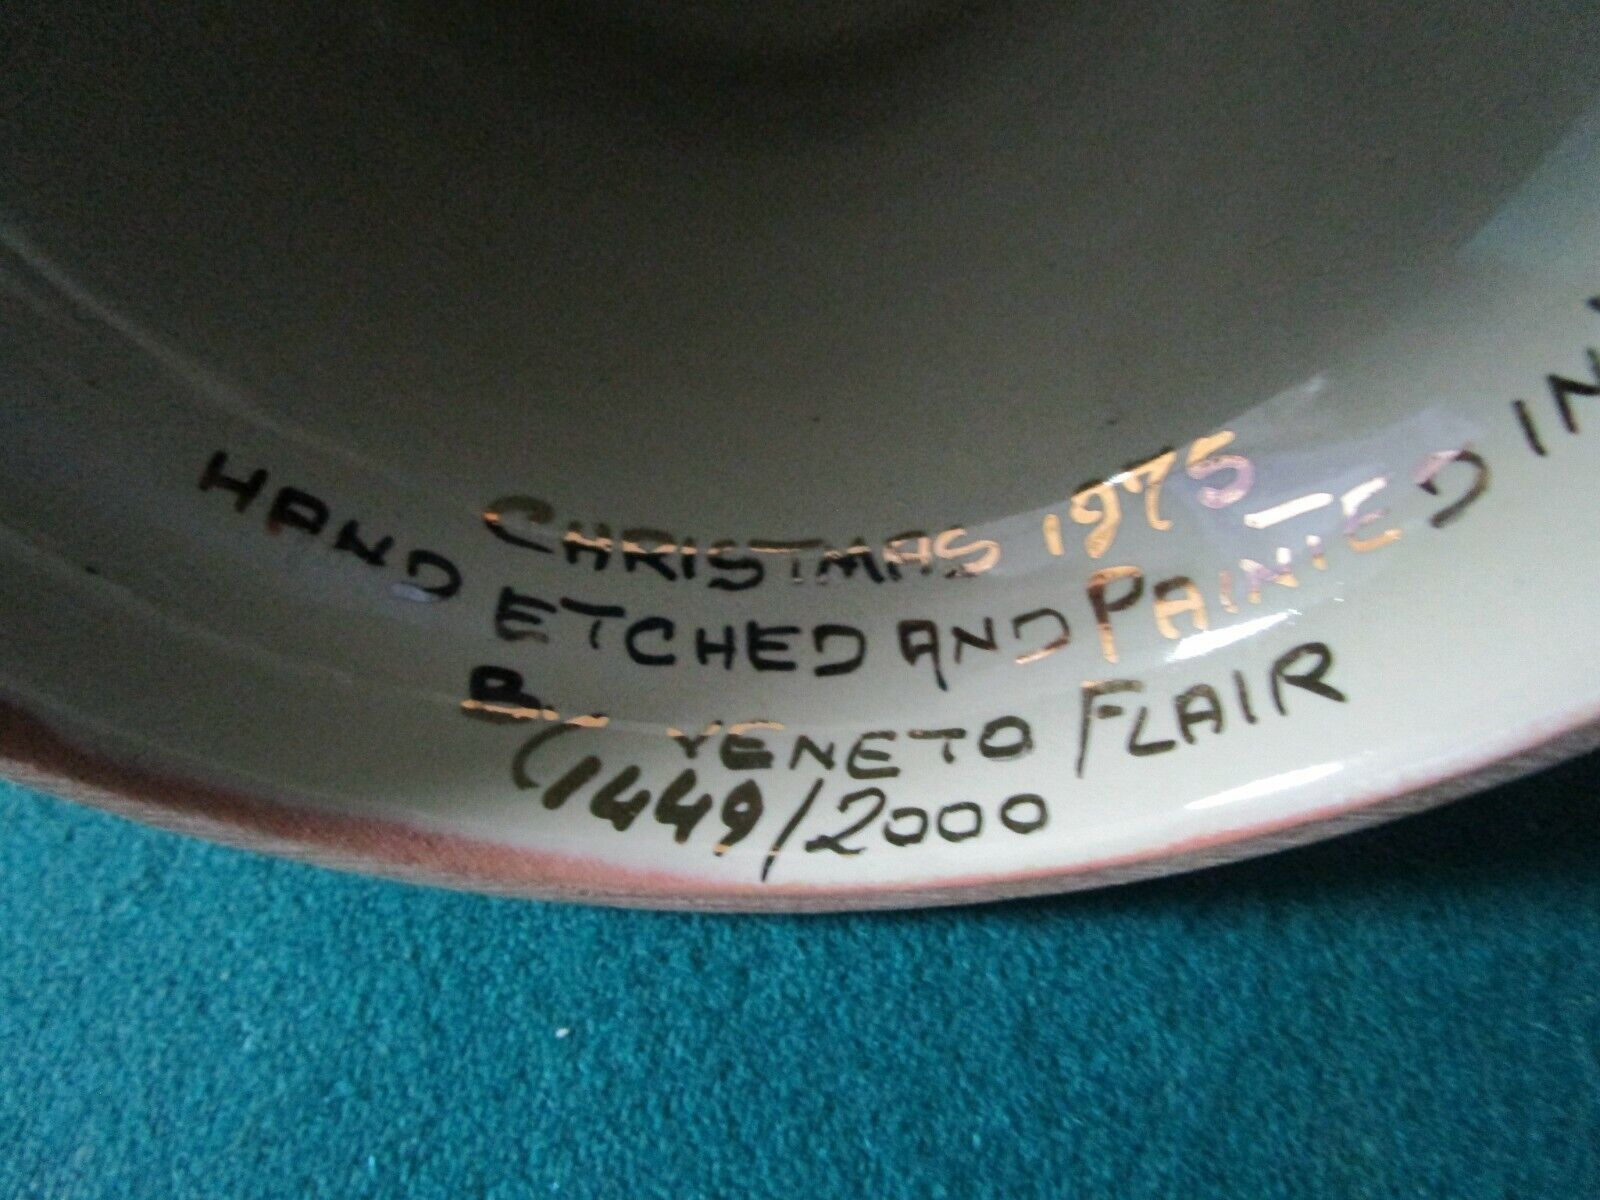 CHRISTMAS 1975
HAND ETCHED AND PAINTED IN
BY VENETO FLAIR
1449/2000